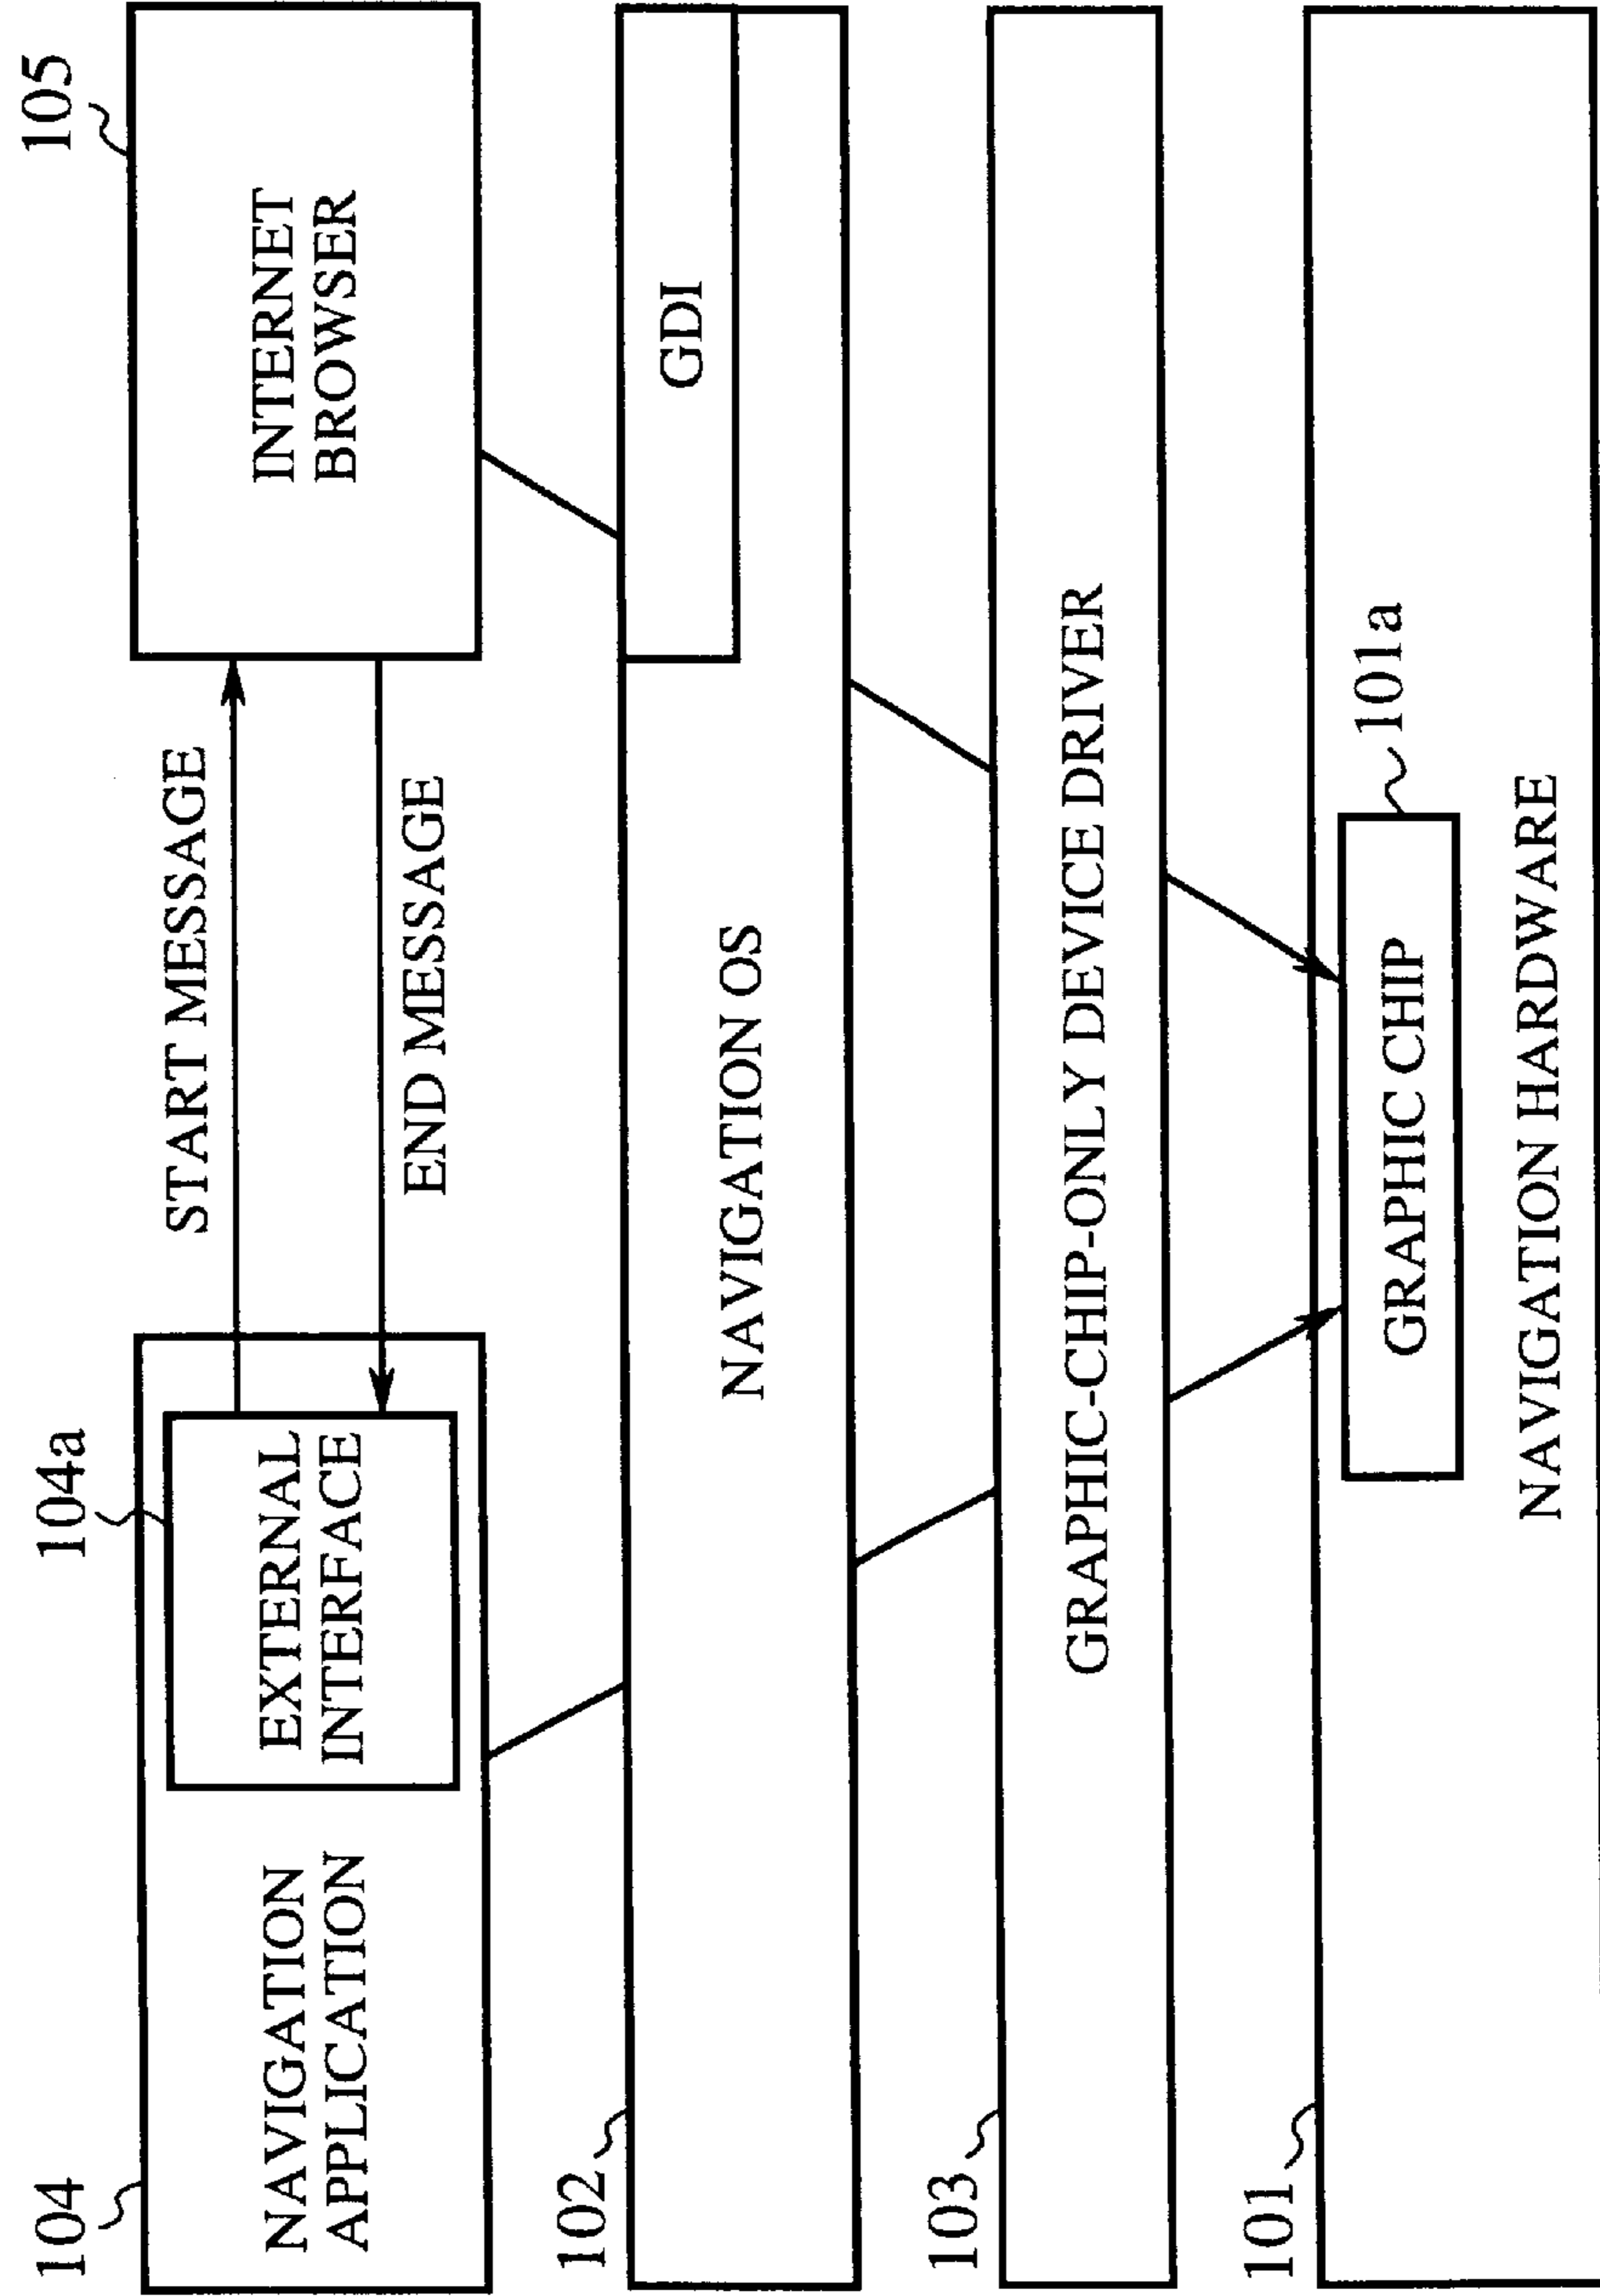 104
104a
105
NAVIGATION
APPLICATION
EXTERNAL
INTERFACE
START MESSAGE
END MESSAGE
INTERNET
BROWSER
102
GDI
NAVIGATION OS
103
GRAPHIC-CHIP-ONLY DEVICE DRIVER
101
101a
GRAPHIC CHIP
NAVIGATION HARDWARE